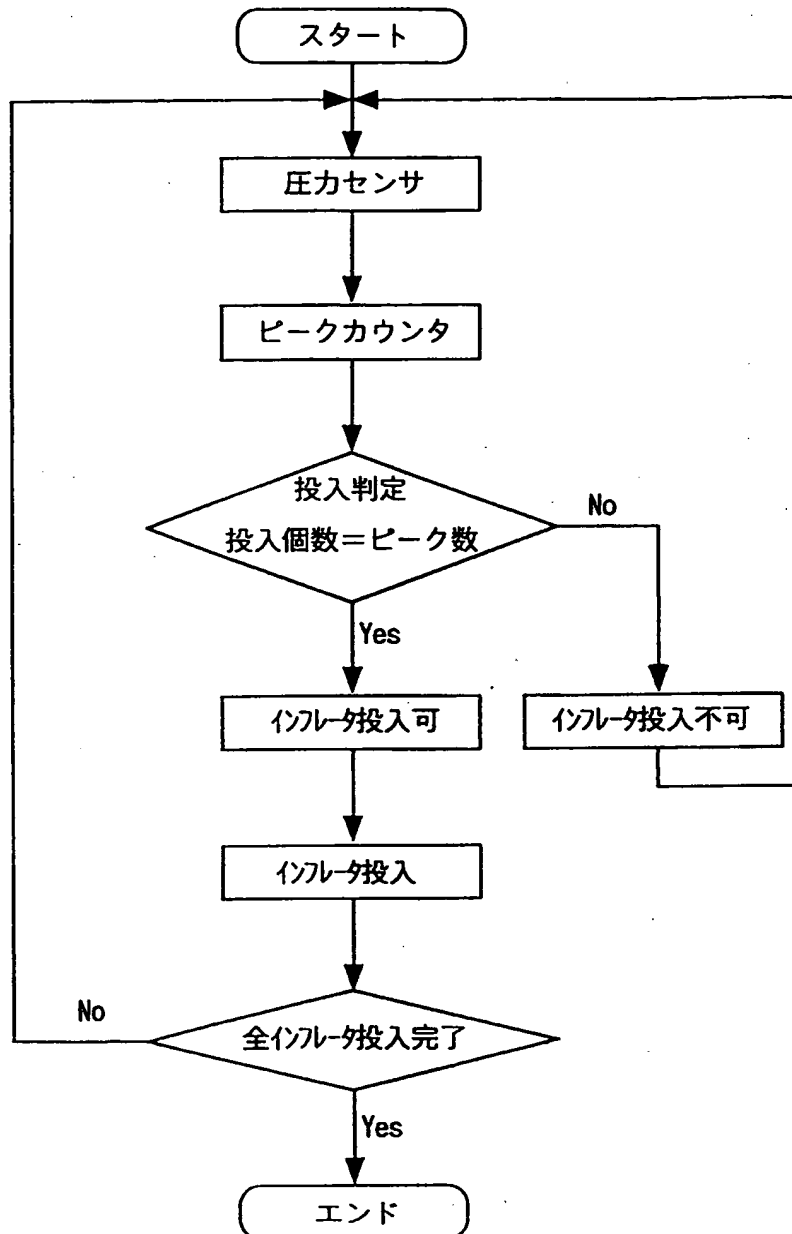 スタート
圧力センサ
ピークカウンタ
投入判定
投入個数=ピーク数
No
Yes
インフレータ投入可
インフレータ投入不可
インフレータ投入
No
全インフレータ投入完了
Yes
エンド